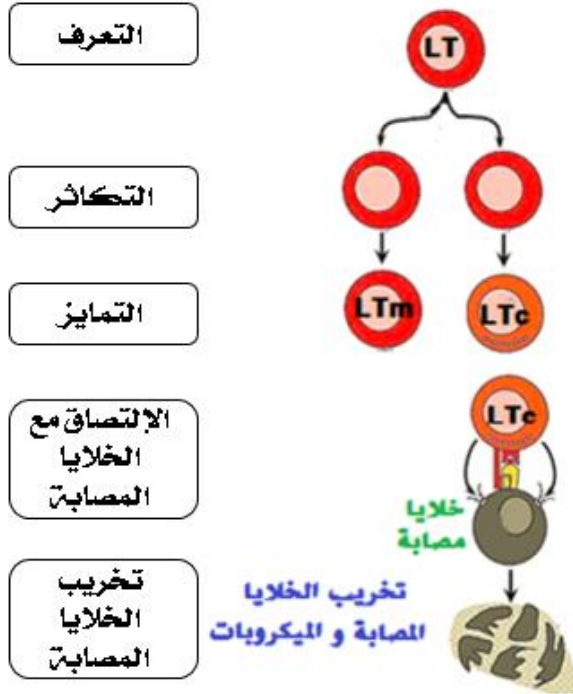 التعرف
LT
التكاثر
التمايز
LTm
LTc
الإلتصاق مع
الخلايا
المصابة
LTc
خلايا
مصابة
تخريب
الخلايا
المصابة
تخريب الخلايا
المصابة و الميكروبات